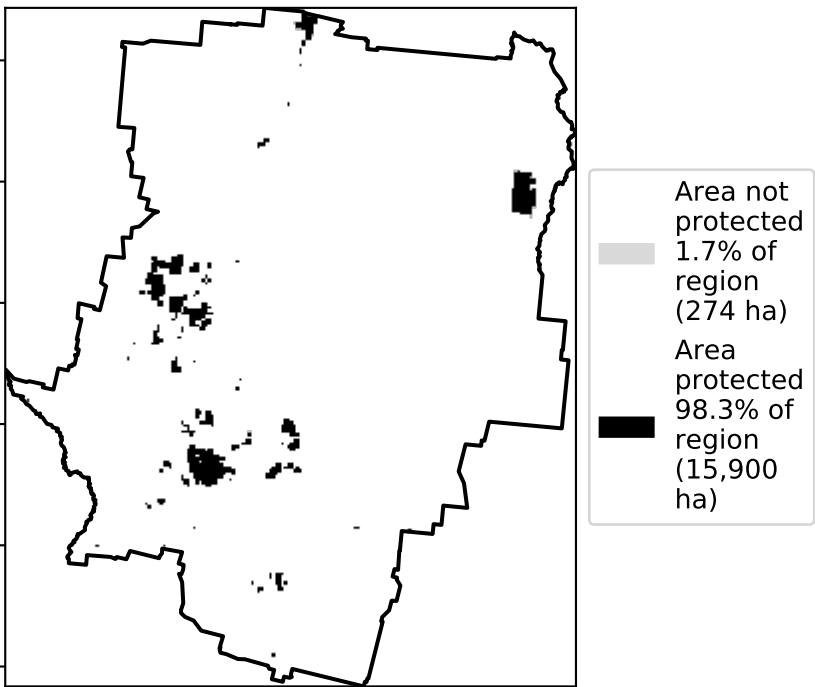 Area not
protected
1.7% of
region
(274 ha)
Area
protected
98.3% of
region
(15,900
ha)